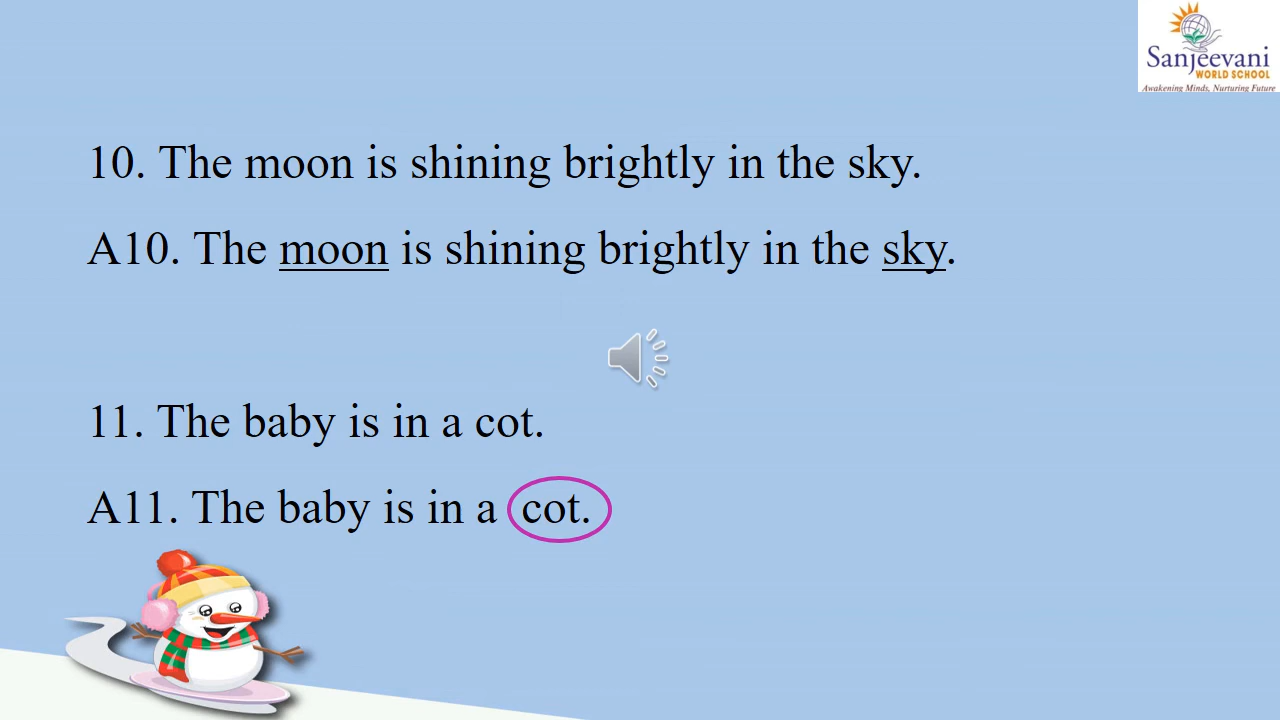 Sanjeevani
WORLD SCHOOL
Awakening Minds, Nurturing Future
10. The moon is shining brightly in the sky.
A10. The moon is shining brightly in the sky.
11. The baby is in a cot.
A11. The baby is in a cot.